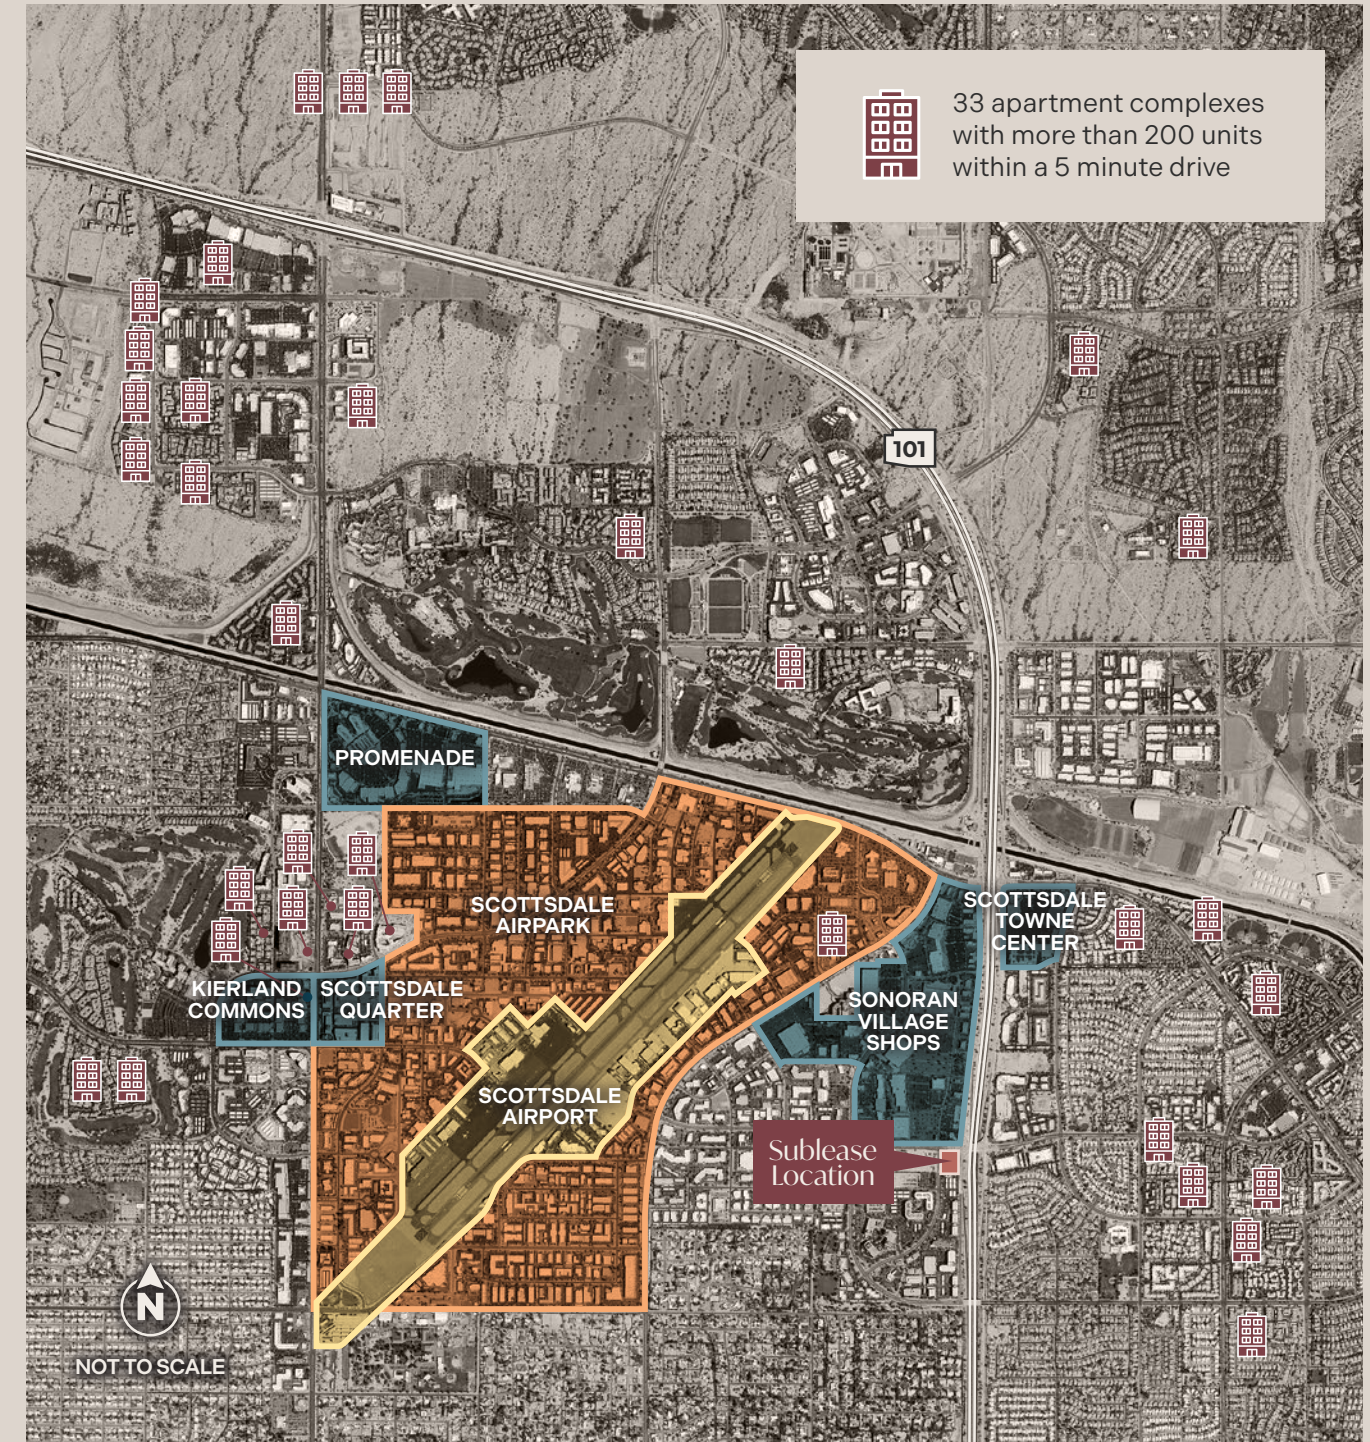 33 apartment complexes
with more than 200 units
within a 5 minute drive
101
PROMENADE
SCOTTSDALE
AIRPARK
SCOTTSDALE
TOWNE
CENTER
KIERLAND
COMMONS
SCOTTSDALE
QUARTER
SONORAN
VILLAGE
SHOPS
SCOTTSDALE
AIRPORT
Sublease
Location
N
NOT TO SCALE